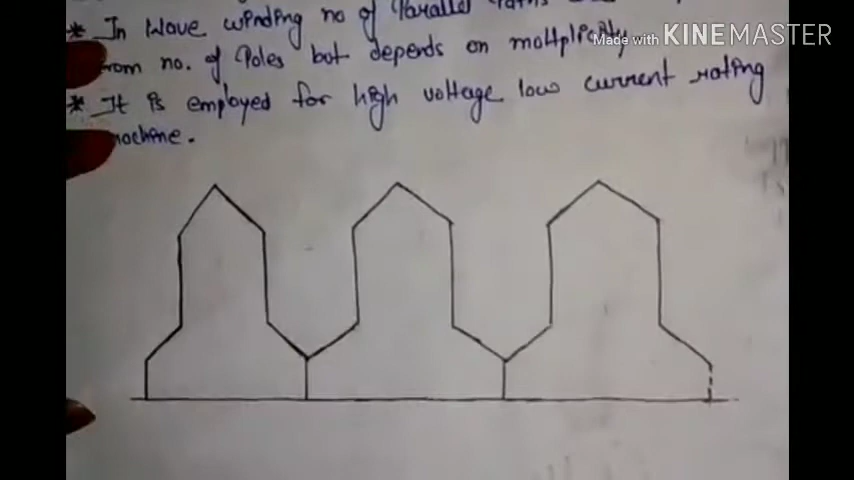 * In Wave winding no of Parallel
from no. of Poles but depends on moltplicity
* It is employed for high voltage low current rating
machine.
Made with KINEMASTER